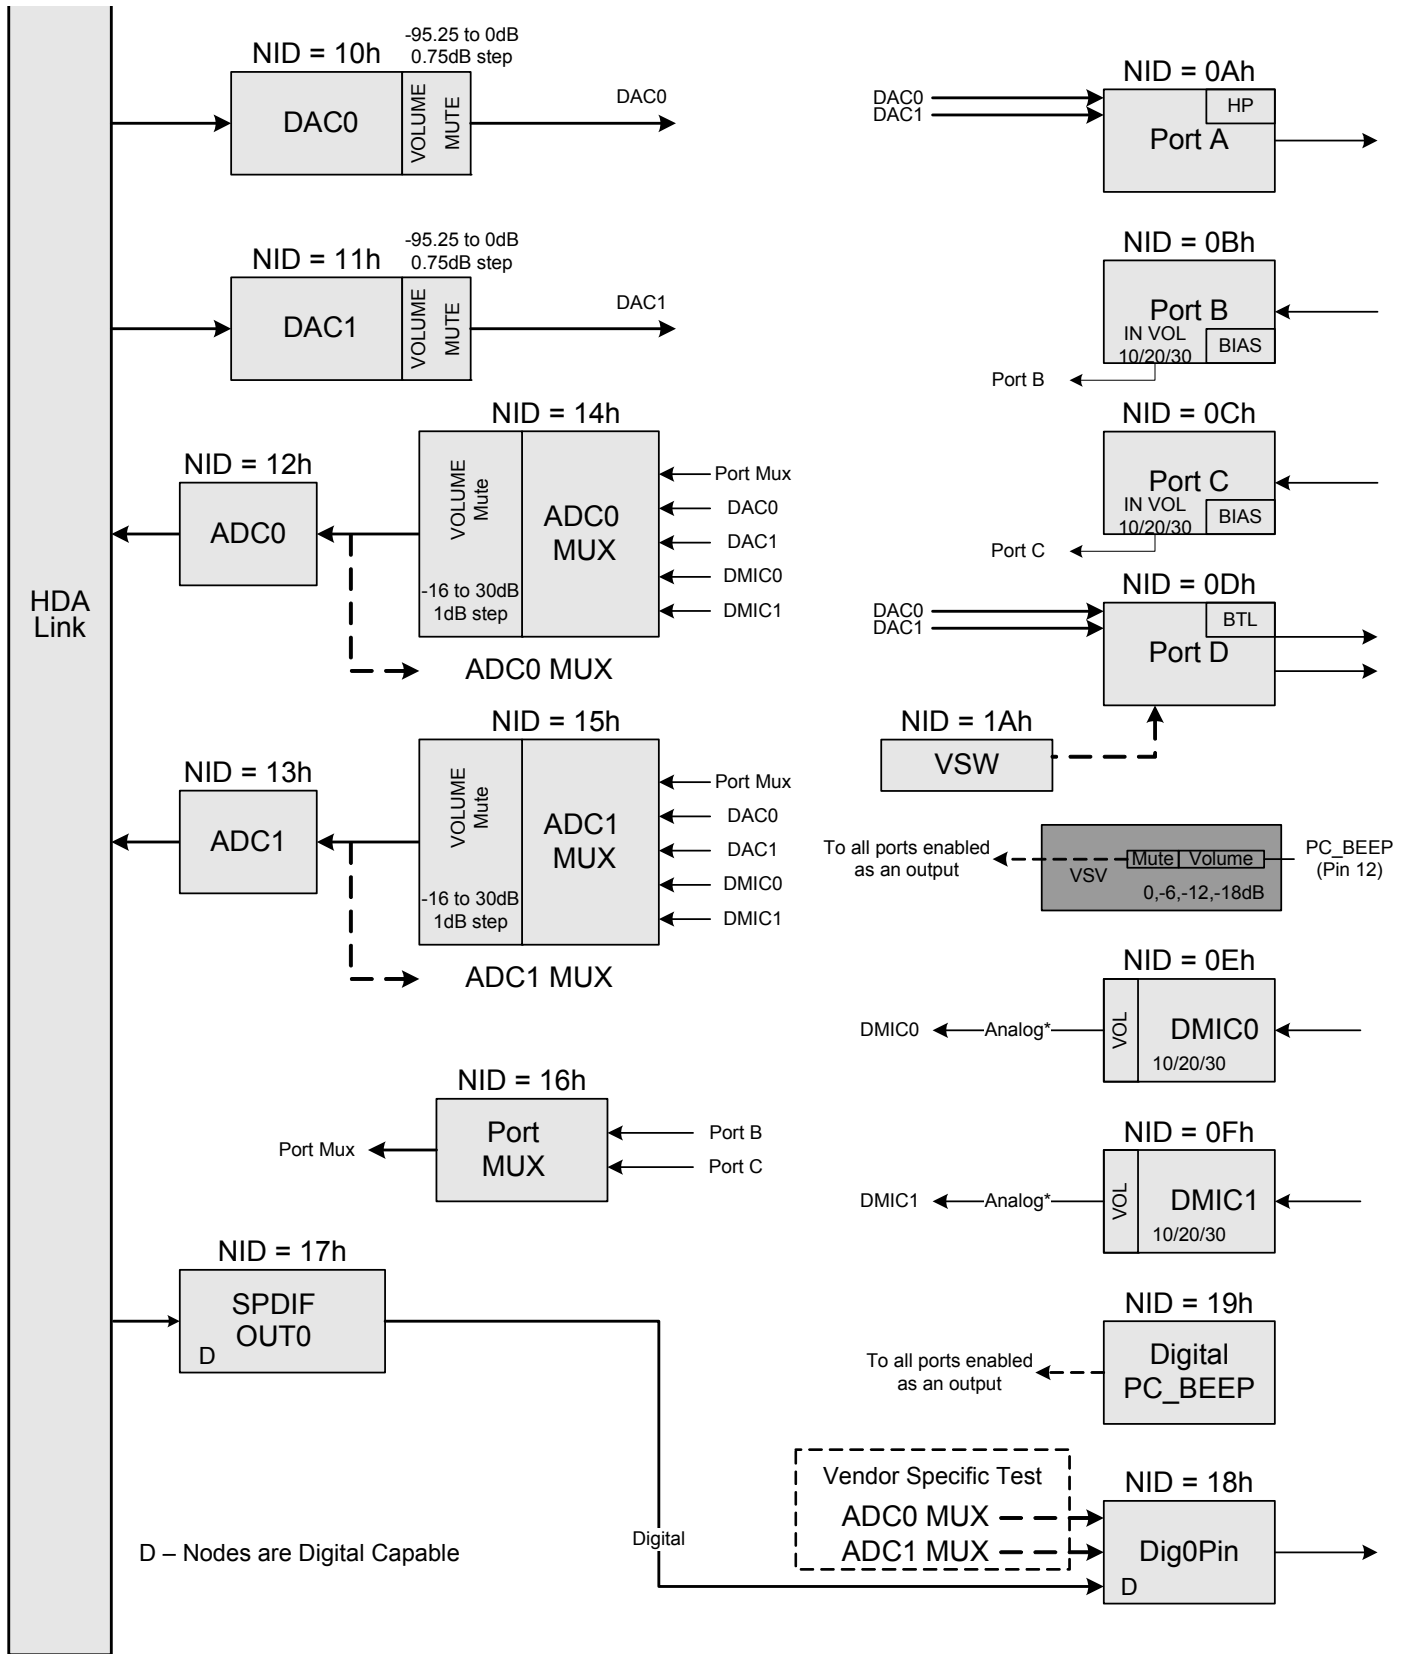 HDA
Link
NID = 10h
-95.25 to 0dB
0.75dB step
DAC0
VOLUME
MUTE
DAC0
NID = 11h
-95.25 to 0dB
0.75dB step
DAC1
VOLUME
MUTE
DAC1
NID = 14h
NID = 12h
ADC0
VOLUME
Mute
-16 to 30dB
1dB step
ADC0
MUX
Port Mux
DAC0
DAC1
DMIC0
DMIC1
ADC0 MUX
NID = 15h
NID = 13h
ADC1
VOLUME
Mute
-16 to 30dB
1dB step
ADC1
MUX
Port Mux
DAC0
DAC1
DMIC0
DMIC1
ADC1 MUX
NID = 16h
Port Mux
Port
MUX
Port B
Port C
NID = 17h
SPDIF
OUT0
D
Digital
D – Nodes are Digital Capable
NID = 0Ah
DAC0
DAC1
HP
Port A
NID = 0Bh
Port B
IN VOL
10/20/30
BIAS
Port B
NID = 0Ch
Port C
IN VOL
10/20/30
BIAS
Port C
NID = 0Dh
DAC0
DAC1
BTL
Port D
NID = 1Ah
VSW
To all ports enabled
as an output
VSV
Mute
Volume
0,-6,-12,-18dB
PC_BEEP
(Pin 12)
NID = 0Eh
DMIC0
Analog*
VOL
DMIC0
10/20/30
NID = 0Fh
DMIC1
Analog*
VOL
DMIC1
10/20/30
NID = 19h
To all ports enabled
as an output
Digital
PC_BEEP
Vendor Specific Test
ADC0 MUX
ADC1 MUX
NID = 18h
Dig0Pin
D